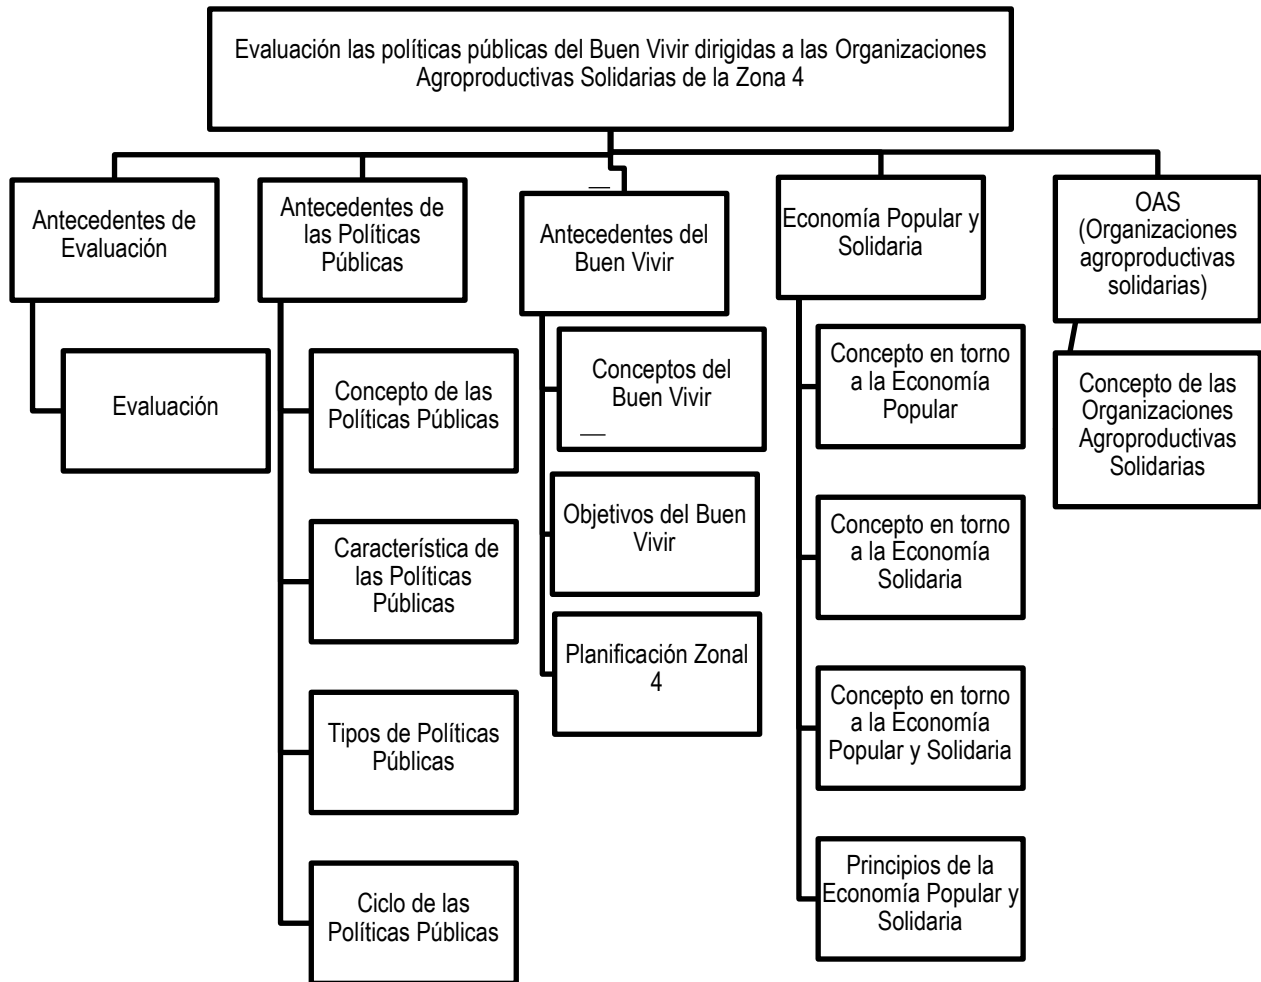 Evaluación las políticas públicas del Buen Vivir dirigidas a las Organizaciones
Agroproductivas Solidarias de la Zona 4
Antecedentes de
Evaluación
Evaluación
Antecedentes de
las Políticas
Públicas
Concepto de las
Políticas Públicas
Característica de
las Políticas
Públicas
Tipos de Políticas
Públicas
Ciclo de las
Políticas Públicas
Antecedentes del
Buen Vivir
Conceptos del
Buen Vivir
Objetivos del Buen
Vivir
Planificación Zonal
4
Economía Popular y
Solidaria
Concepto en torno
a la Economía
Popular
Concepto en torno
a la Economía
Solidaria
Concepto en torno
a la Economía
Popular y Solidaria
Principios de la
Economía Popular y
Solidaria
OAS
(Organizaciones
agroproductivas
solidarias)
Concepto de las
Organizaciones
Agroproductivas
Solidarias